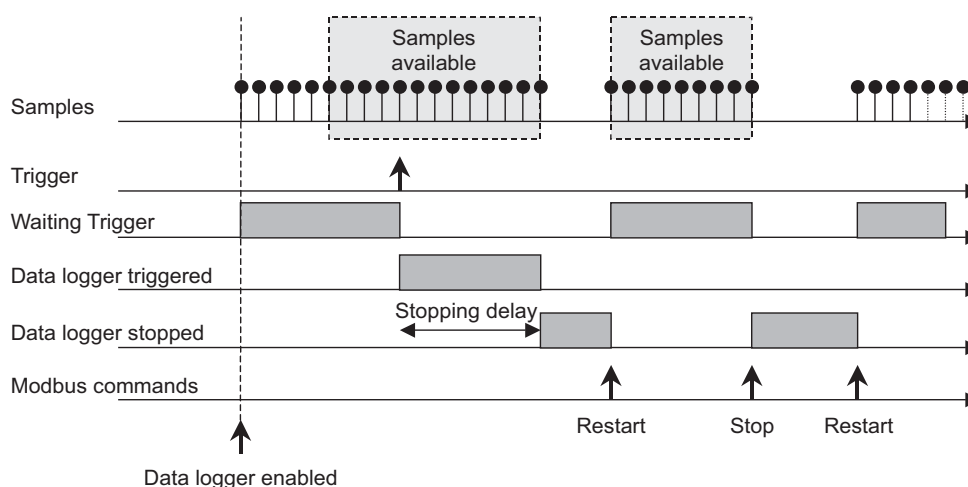 Samples
available
Samples
available
Samples
Trigger
Waiting Trigger
Data logger triggered
Stopping delay
Data logger stopped
Modbus commands
Restart
Stop
Restart
Data logger enabled